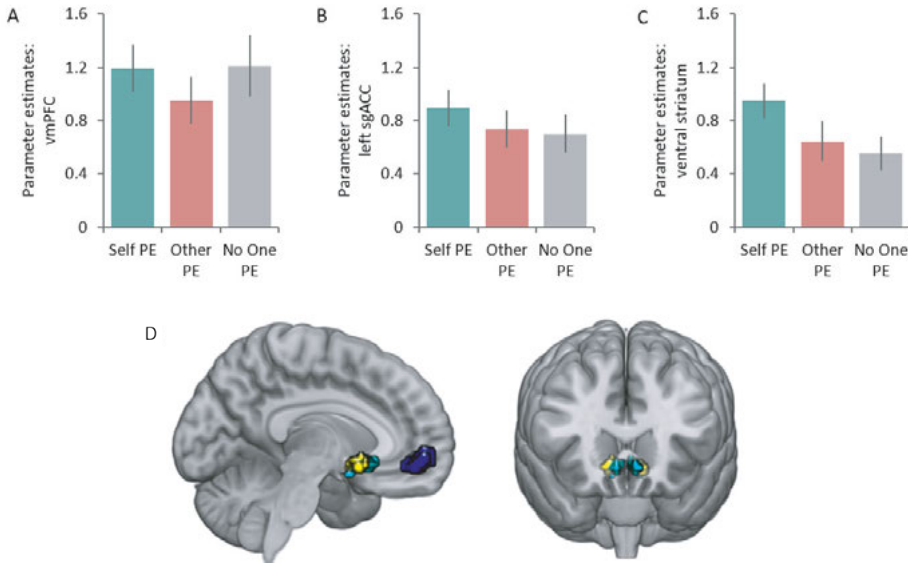 A
Parameter estimates:
vmPFC
1.6
1.2
0.8
0.4
0
Self PE
Other
PE
No One
PE
B
Parameter estimates:
left sgACC
1.6
1.2
0.8
0.4
0
Self PE
Other
PE
No One
PE
C
Parameter estimates:
ventral striatum
1.6
1.2
0.8
0.4
0
Self PE
Other
PE
No One
PE
D